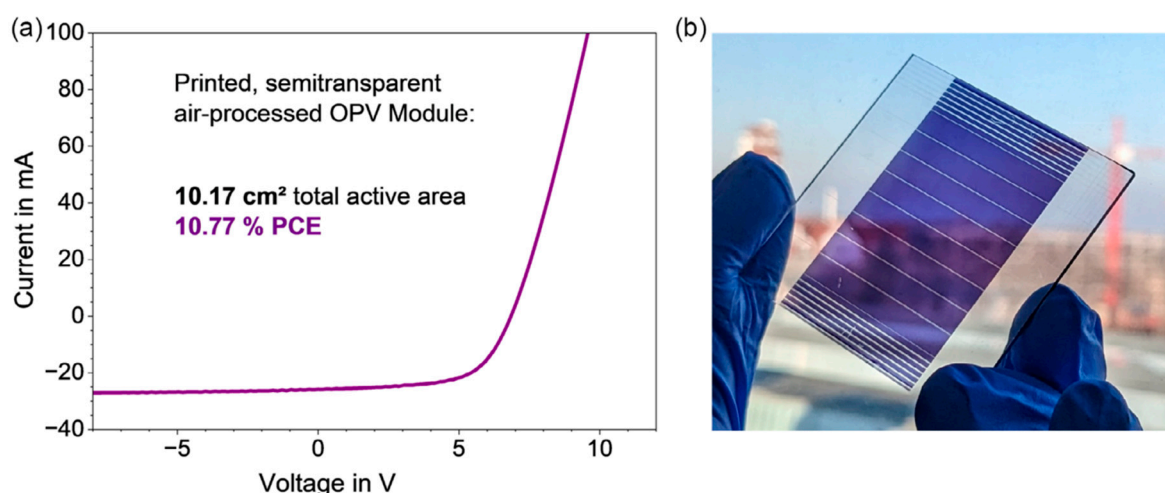 (a)
100
80
60
40
20
0
−20
−40
Current in mA
Printed, semitransparent
air-processed OPV Module:
10.17 cm² total active area
10.77 % PCE
−5
0
5
10
Voltage in V
(b)